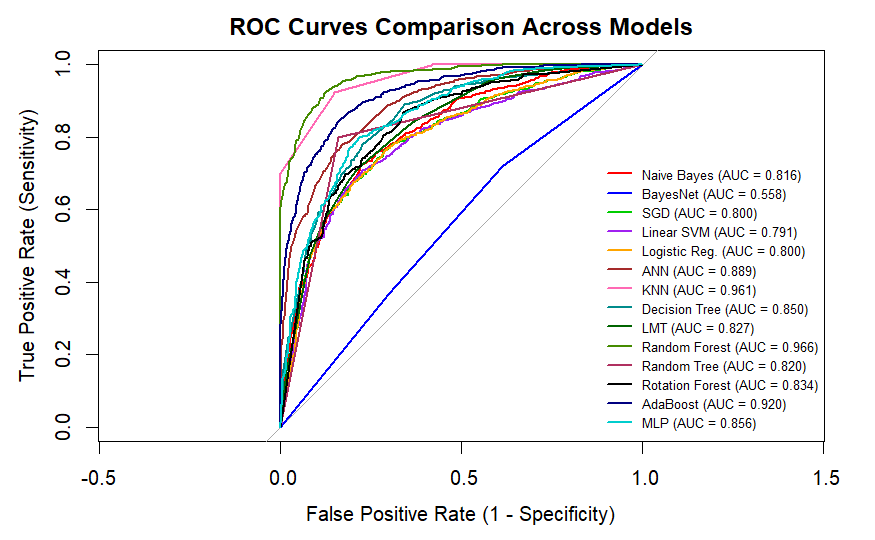 ROC Curves Comparison Across Models
True Positive Rate (Sensitivity)
1.0
0.8
0.6
0.4
0.2
0.0
Naive Bayes (AUC = 0.816)
BayesNet (AUC = 0.558)
SGD (AUC = 0.800)
Linear SVM (AUC = 0.791)
Logistic Reg. (AUC = 0.800)
ANN (AUC = 0.889)
KNN (AUC = 0.961)
Decision Tree (AUC = 0.850)
LMT (AUC = 0.827)
Random Forest (AUC = 0.966)
Random Tree (AUC = 0.820)
Rotation Forest (AUC = 0.834)
AdaBoost (AUC = 0.920)
MLP (AUC = 0.856)
-0.5 0.0 0.5 1.0 1.5
False Positive Rate (1 - Specificity)